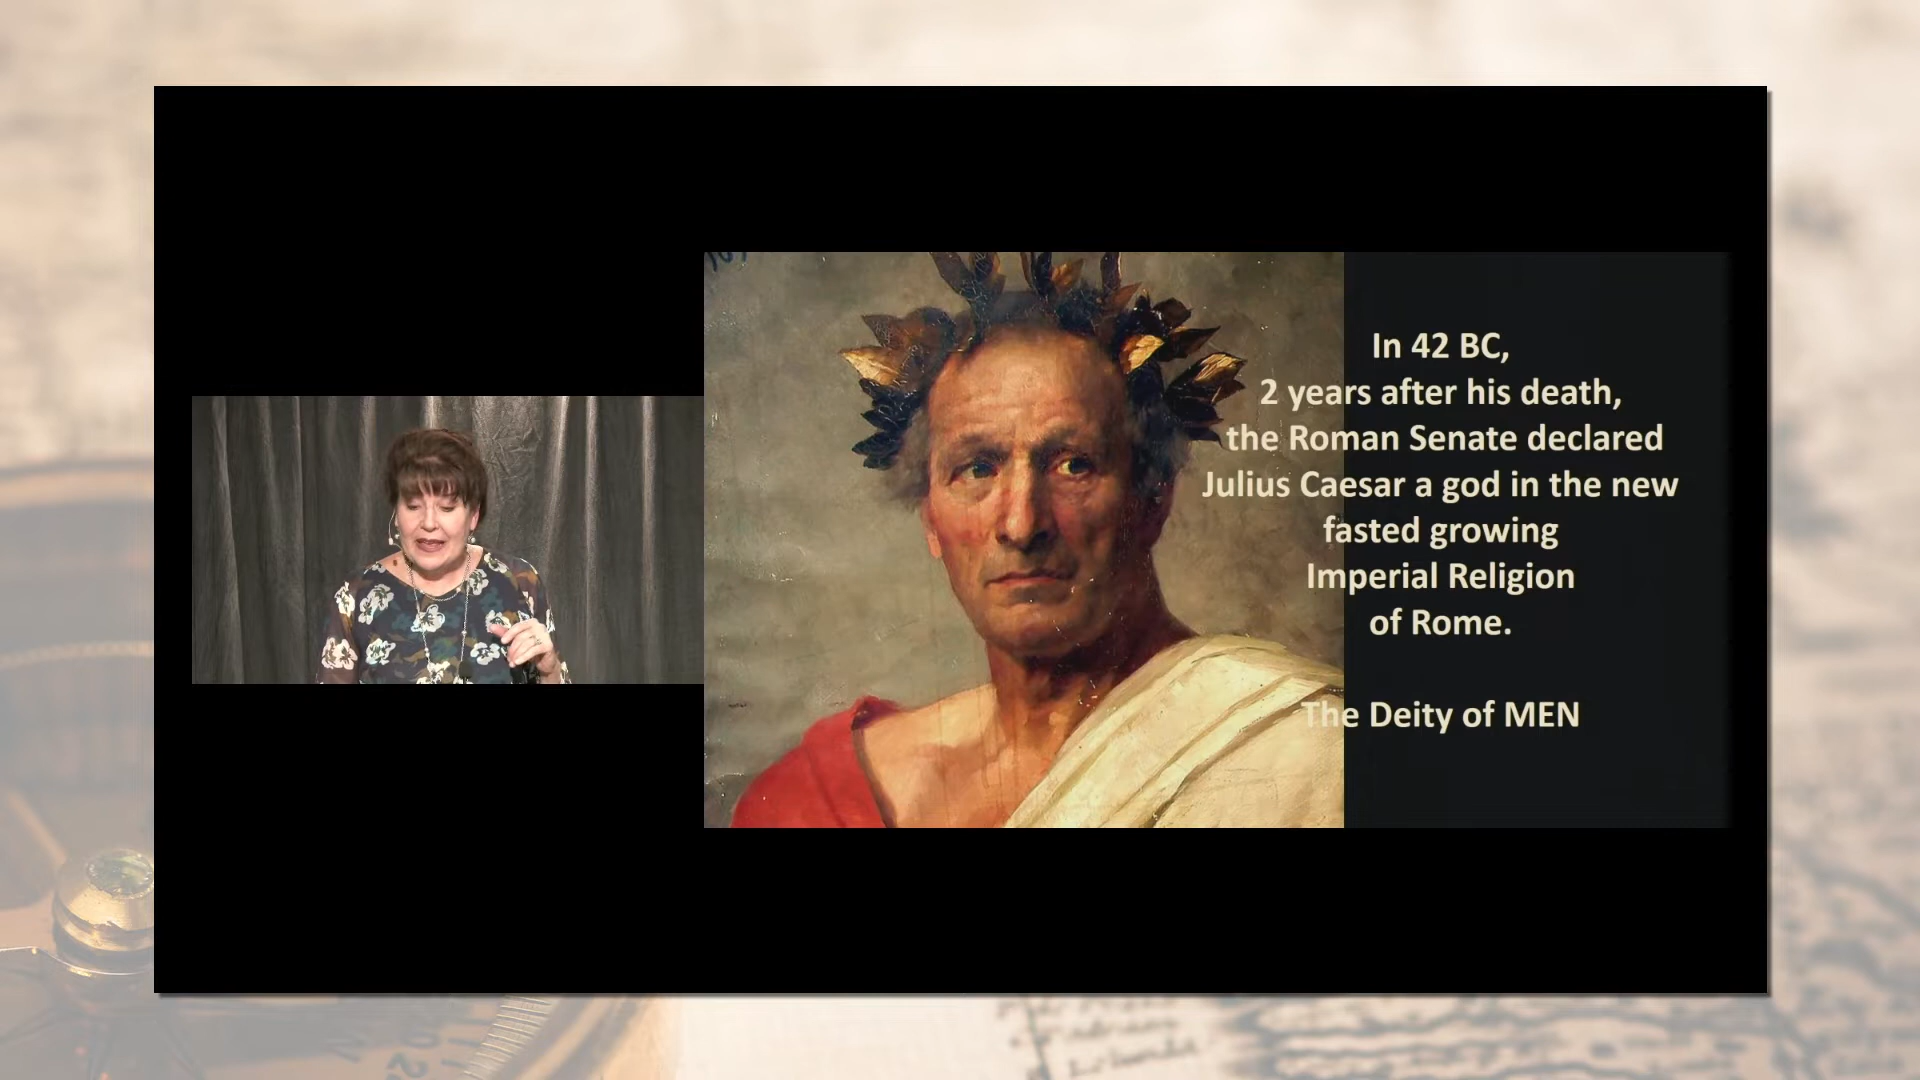 In 42 BC,
2 years after his death,
the Roman Senate declared
Julius Caesar a god in the new
fasted growing
Imperial Religion
of Rome.
The Deity of MEN